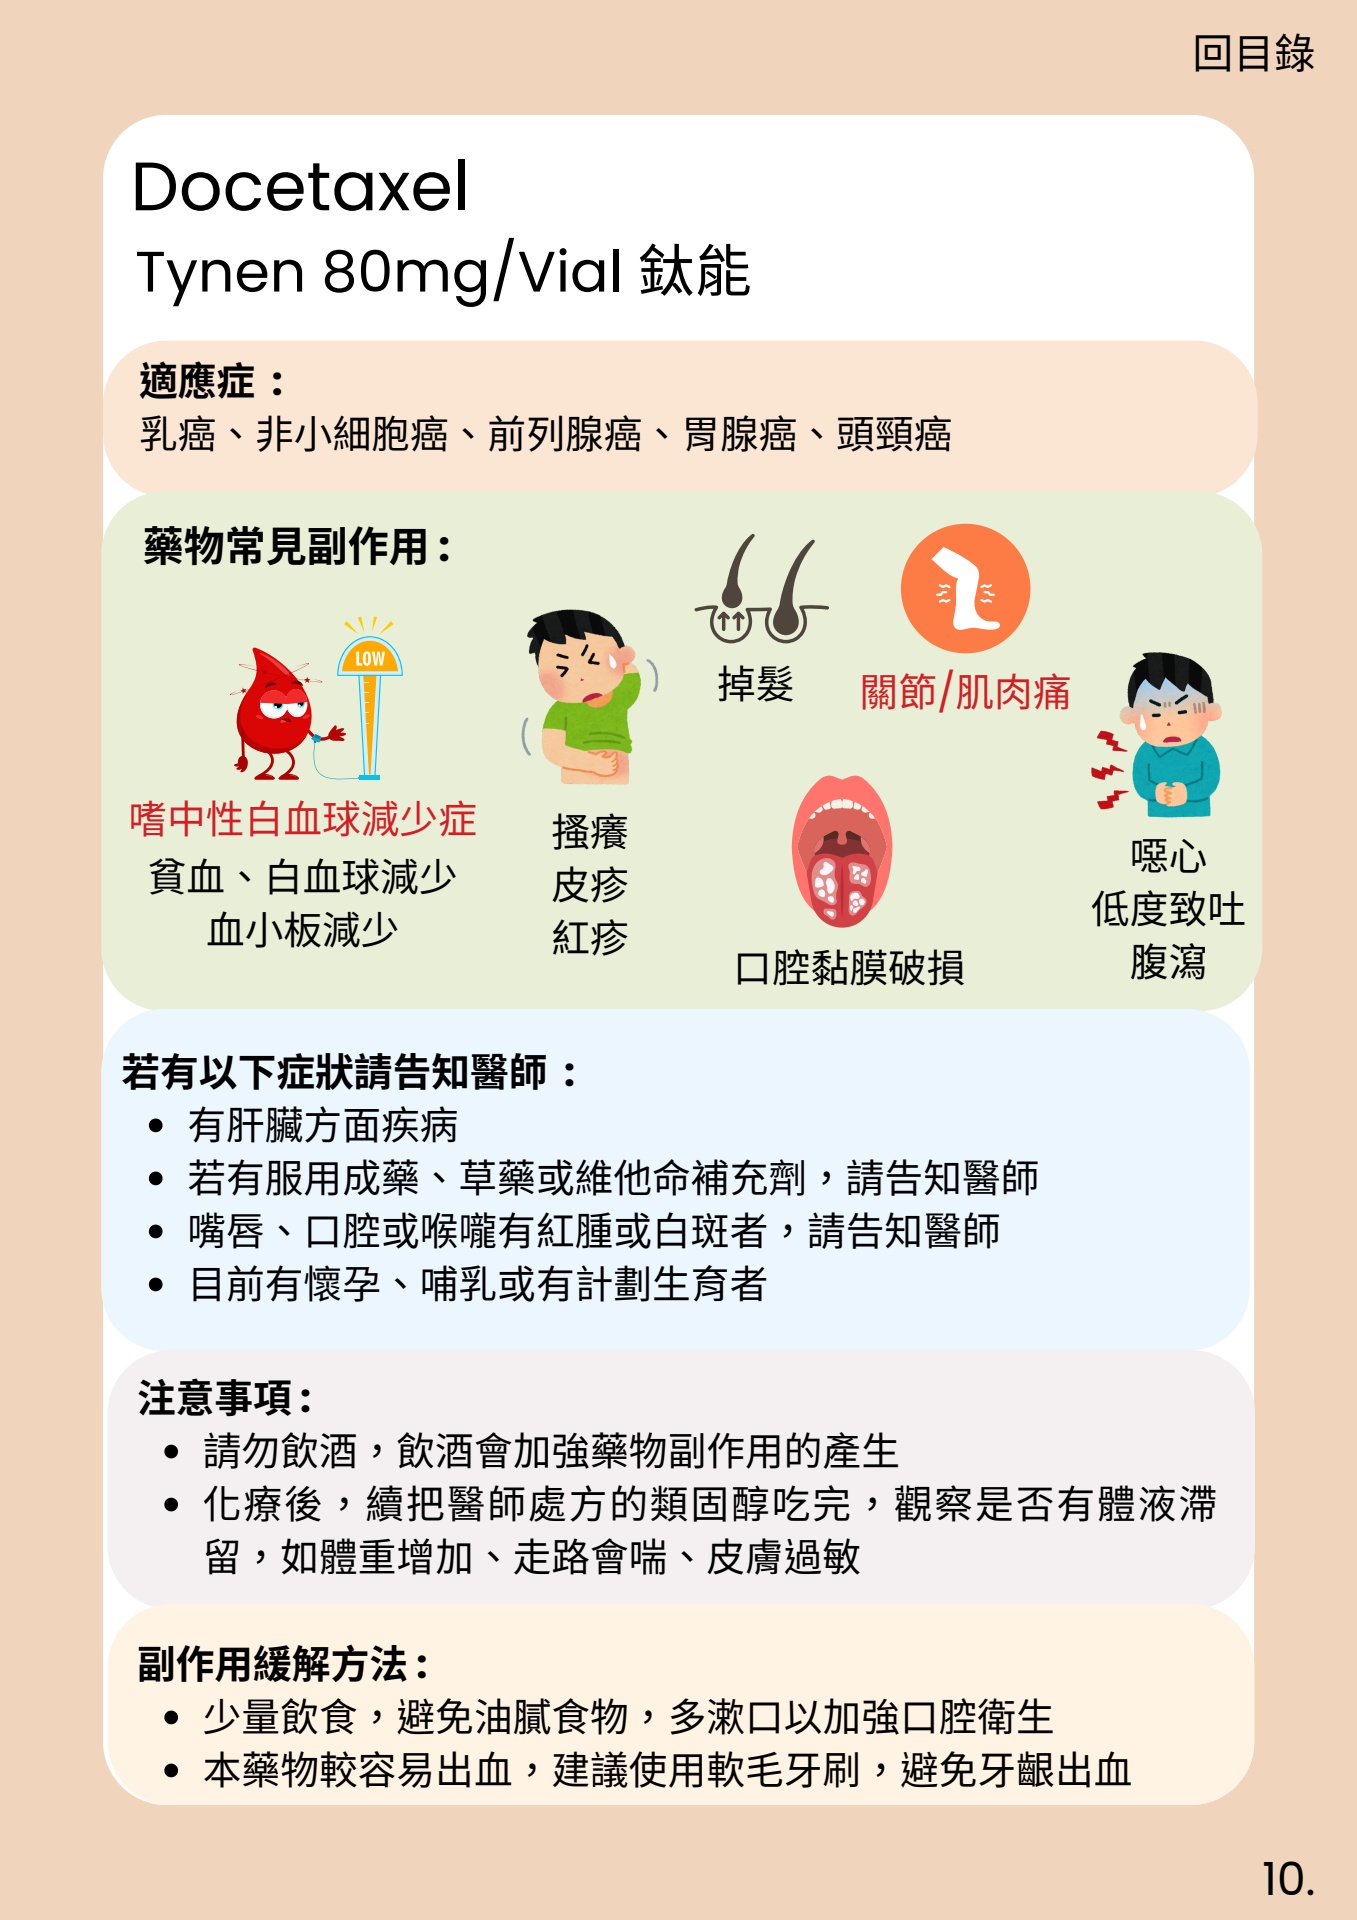 回目錄
Docetaxel
Tynen 80mg/Vial 鈦能
適應症：
乳癌、非小細胞癌、前列腺癌、胃腺癌、頭頸癌
藥物常見副作用：
LOW
嗜中性白血球減少症
貧血、白血球減少
血小板減少
搔癢
皮疹
紅疹
掉髮
關節/肌肉痛
口腔黏膜破損
噁心
低度致吐
腹瀉
若有以下症狀請告知醫師：
• 有肝臟方面疾病
• 若有服用成藥、草藥或維他命補充劑，請告知醫師
• 嘴唇、口腔或喉嚨有紅腫或白斑者，請告知醫師
• 目前有懷孕、哺乳或有計劃生育者
注意事項：
• 請勿飲酒，飲酒會加強藥物副作用的產生
• 化療後，續把醫師處方的類固醇吃完，觀察是否有體液滯
留，如體重增加、走路會喘、皮膚過敏
副作用緩解方法：
• 少量飲食，避免油膩食物，多漱口以加強口腔衛生
• 本藥物較容易出血，建議使用軟毛牙刷，避免牙齦出血
10.